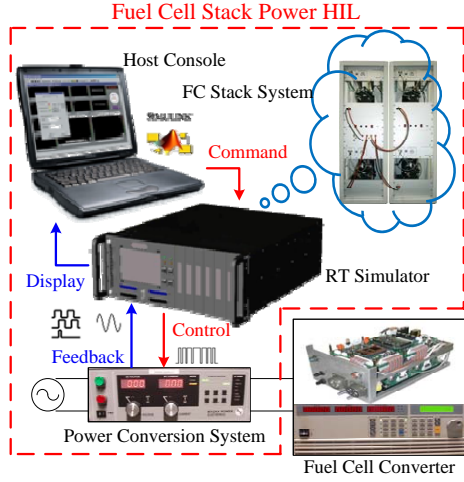 Fuel Cell Stack Power HIL
Host Console
FC Stack System
SIMULINK
Command
RT Simulator
Display
Control
Feedback
Power Conversion System
Fuel Cell Converter